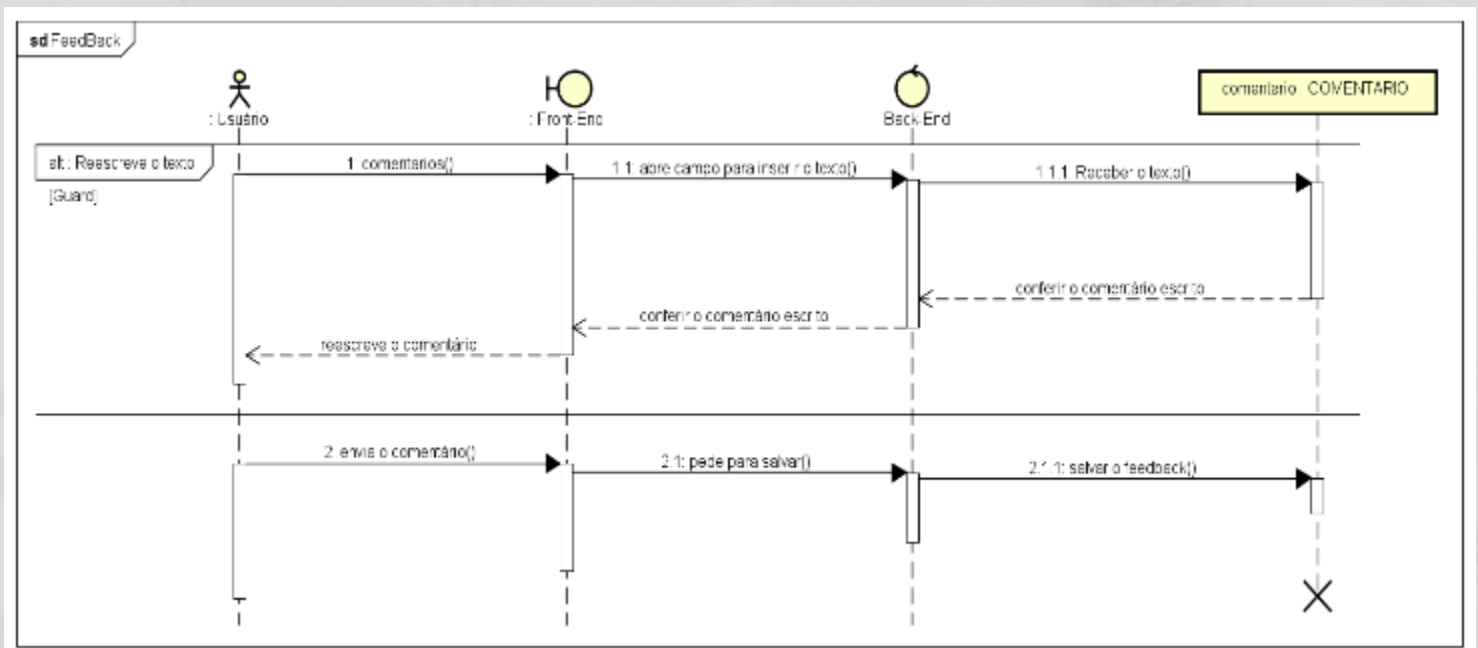 sd FeedBack
: Usuário
: Front-End
Back-End
comentario : COMENTARIO
alt : Reescreve o texto
[Guard]
1: comentarios()
1.1: abre campo para inserir o texto()
1.1.1: Receber o texto()
conferir o comentário escrito
conferir o comentário escrito
reescreve o comentário
2: envia o comentário()
2.1: pede para salvar()
2.1.1: salvar o feedback()